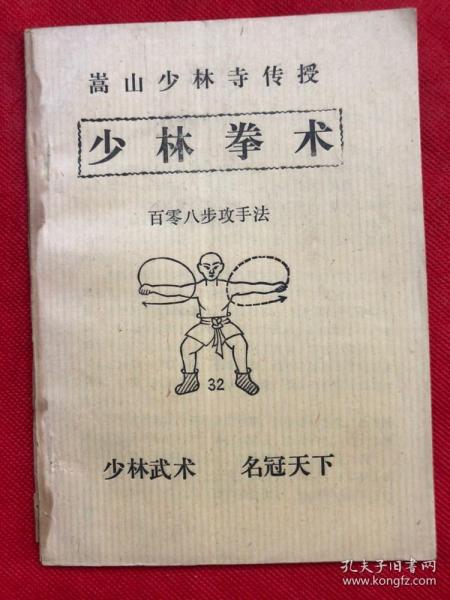 嵩山少林寺传授
少林拳术
百零八步攻手法
32
少林武术 名冠天下
孔夫子旧书网
www.kongfz.com